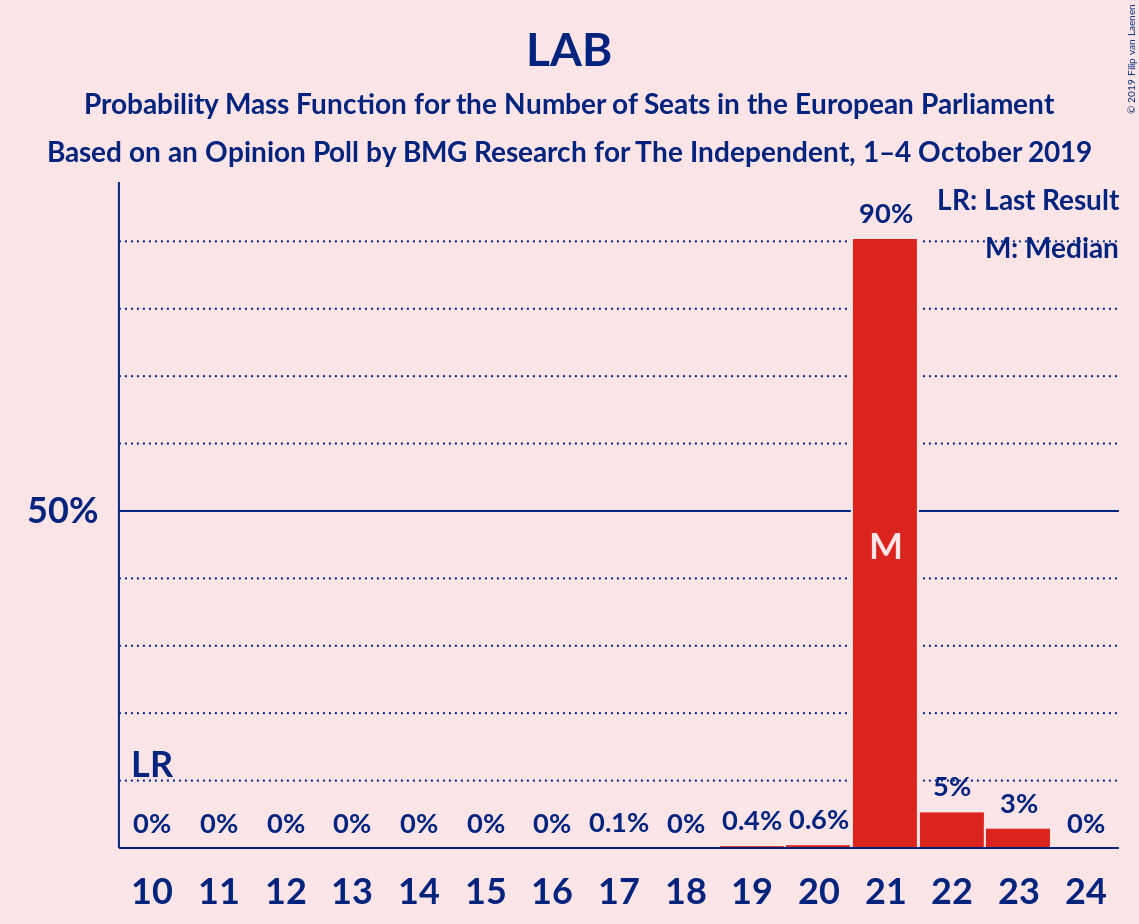 LAB
Probability Mass Function for the Number of Seats in the European Parliament
Based on an Opinion Poll by BMG Research for The Independent, 1–4 October 2019
© 2019 Filip van Laenen
LR: Last Result
M: Median
90%
50%
M
LR
0% 0% 0% 0% 0% 0% 0% 0.1% 0% 0.4% 0.6% 5% 3% 0%
10 11 12 13 14 15 16 17 18 19 20 21 22 23 24